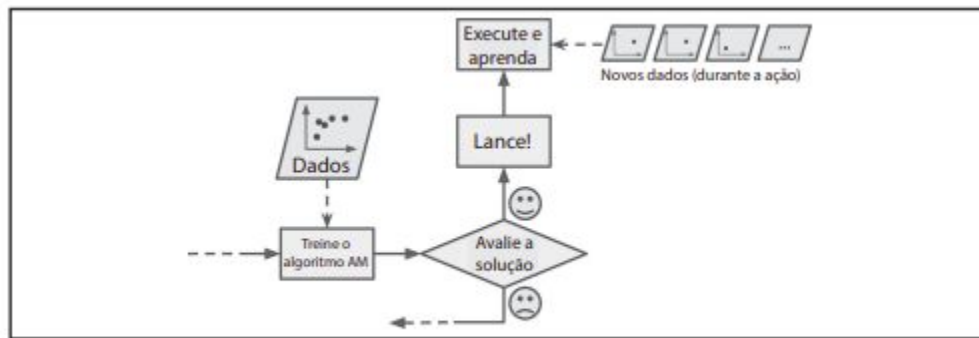 Execute e
aprenda
...
Novos dados (durante a ação)
Lance!
Dados
Treine o
algoritmo AM
Avalie a
solução